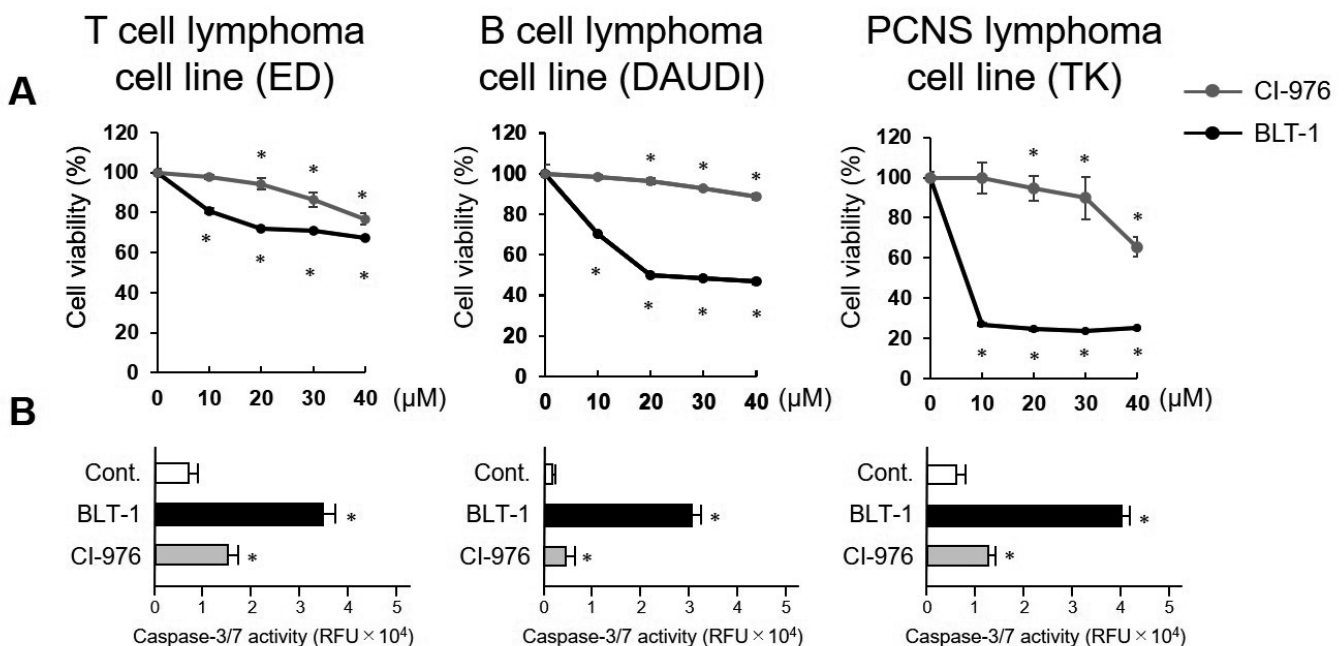 T cell lymphoma
cell line (ED)
B cell lymphoma
cell line (DAUDI)
PCNS lymphoma
cell line (TK)
CI-976
BLT-1
A
Cell viability (%)
120
100
80
60
40
20
0
0 10 20 30 40 (µM)
* * *
* * * *
Cell viability (%)
120
100
80
60
40
20
0
0 10 20 30 40 (µM)
* * *
* * * *
Cell viability (%)
120
100
80
60
40
20
0
0 10 20 30 40 (µM)
* * *
* * * *
B
Cont.
BLT-1 *
CI-976 *
0 1 2 3 4 5
Caspase-3/7 activity (RFU × 10⁴)
Cont.
BLT-1 *
CI-976 *
0 1 2 3 4 5
Caspase-3/7 activity (RFU × 10⁴)
Cont.
BLT-1 *
CI-976 *
0 1 2 3 4 5
Caspase-3/7 activity (RFU × 10⁴)